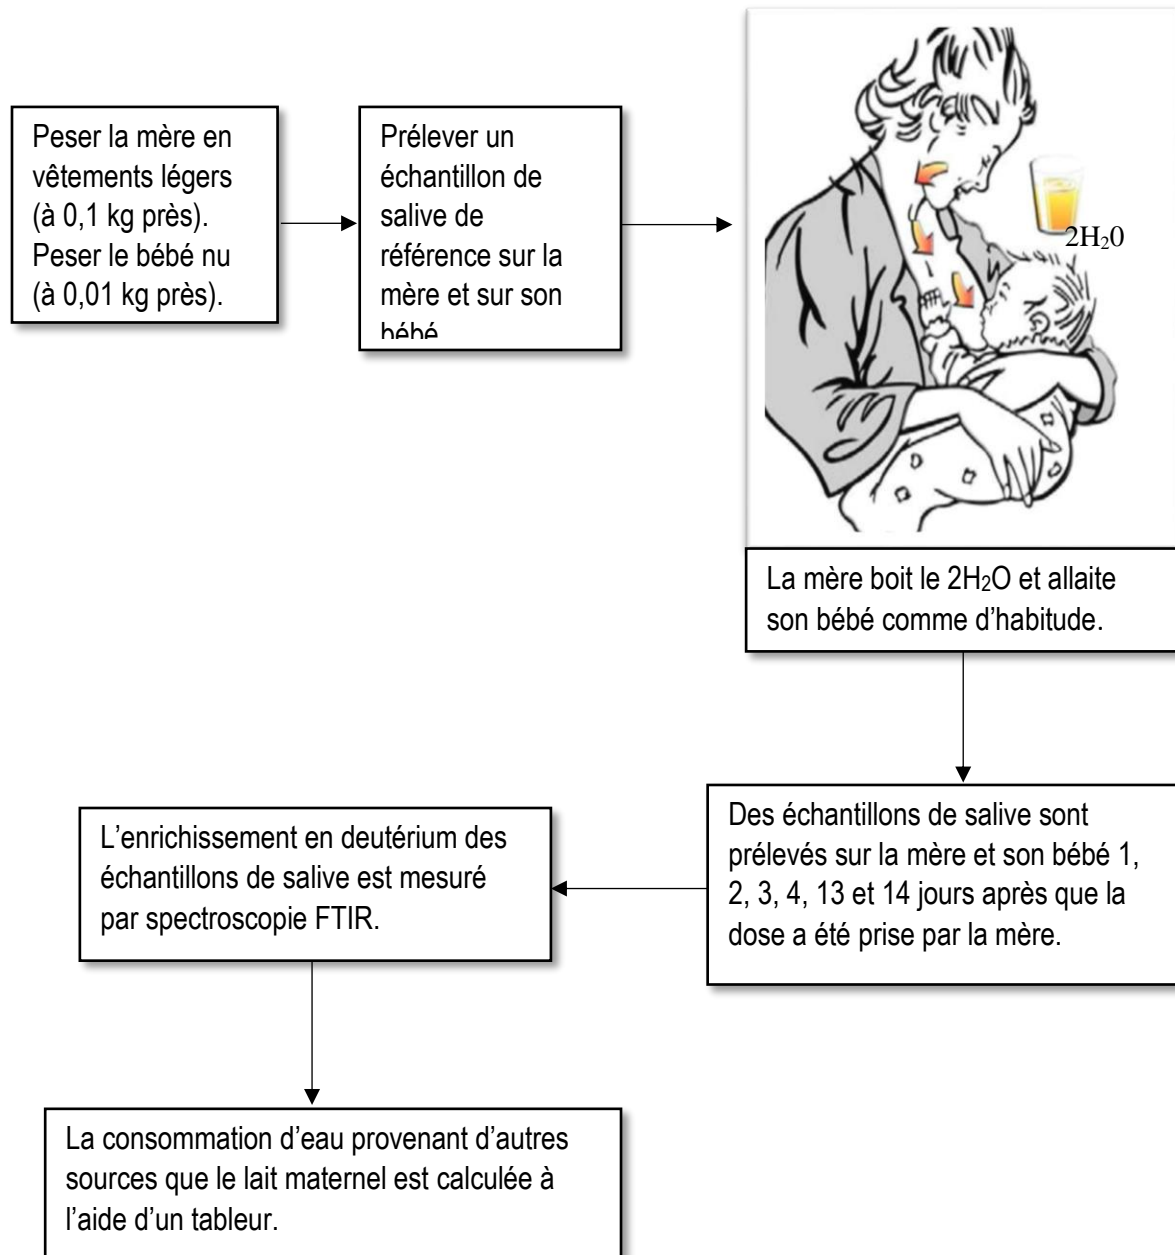 Peser la mère en
vêtements légers
(à 0,1 kg près).
Peser le bébé nu
(à 0,01 kg près).
Prélever un
échantillon de
salive de
référence sur la
mère et sur son
bébé
2H₂0
La mère boit le 2H₂O et allaite
son bébé comme d’habitude.
Des échantillons de salive sont
prélevés sur la mère et son bébé 1,
2, 3, 4, 13 et 14 jours après que la
dose a été prise par la mère.
L’enrichissement en deutérium des
échantillons de salive est mesuré
par spectroscopie FTIR.
La consommation d’eau provenant d’autres
sources que le lait maternel est calculée à
l’aide d’un tableur.